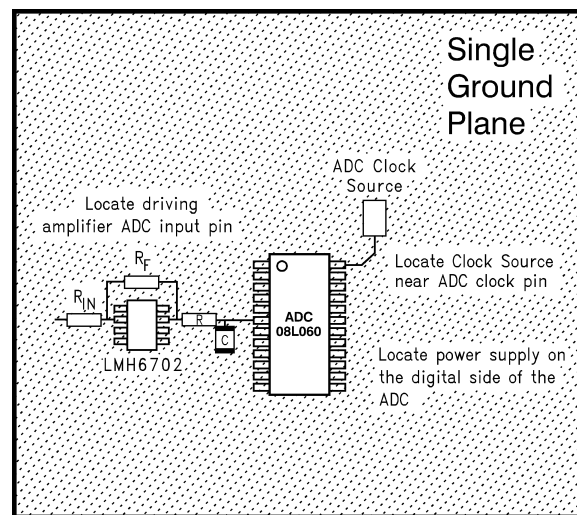 Single
Ground
Plane
ADC Clock
Source
Locate driving
amplifier ADC input pin
RF
Locate Clock Source
near ADC clock pin
RIN
R
C
ADC
08L060
LMH6702
Locate power supply on
the digital side of the
ADC